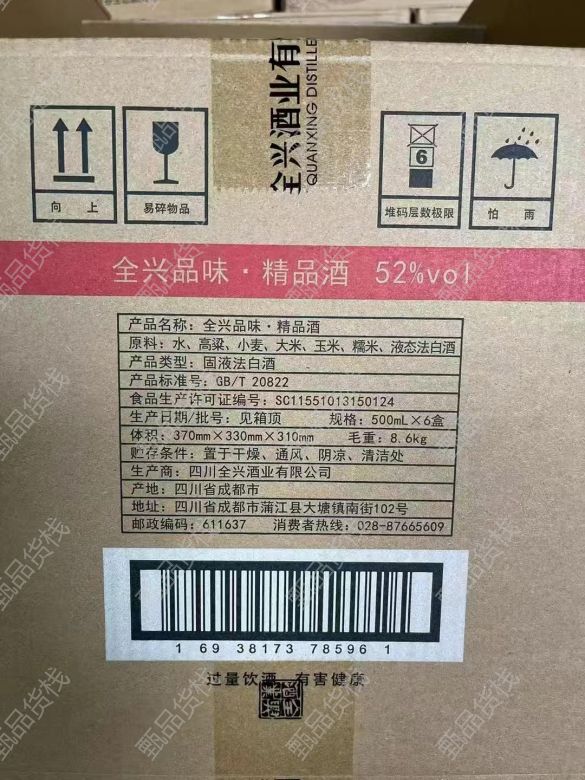 全兴酒业有
QUANXING DISTILLE
向上
易碎物品
6
堆码层数极限
怕雨
全兴品味·精品酒 52%vol
产品名称：全兴品味·精品酒
原料：水、高粱、小麦、大米、玉米、糯米、液态法白酒
产品类型：固液法白酒
产品标准号：GB/T 20822
食品生产许可证编号：SC11551013150124
生产日期/批号：见箱顶 规格：500mL×6盒
体积：370mm×330mm×310mm 毛重：8.6kg
贮存条件：置于干燥、通风、阴凉、清洁处
生产商：四川全兴酒业有限公司
产地：四川省成都市
地址：四川省成都市蒲江县大塘镇南街102号
邮政编码：611637 消费者热线：028-87665609
1 69 38173 78596 1
过量饮酒 有害健康
甄品货栈